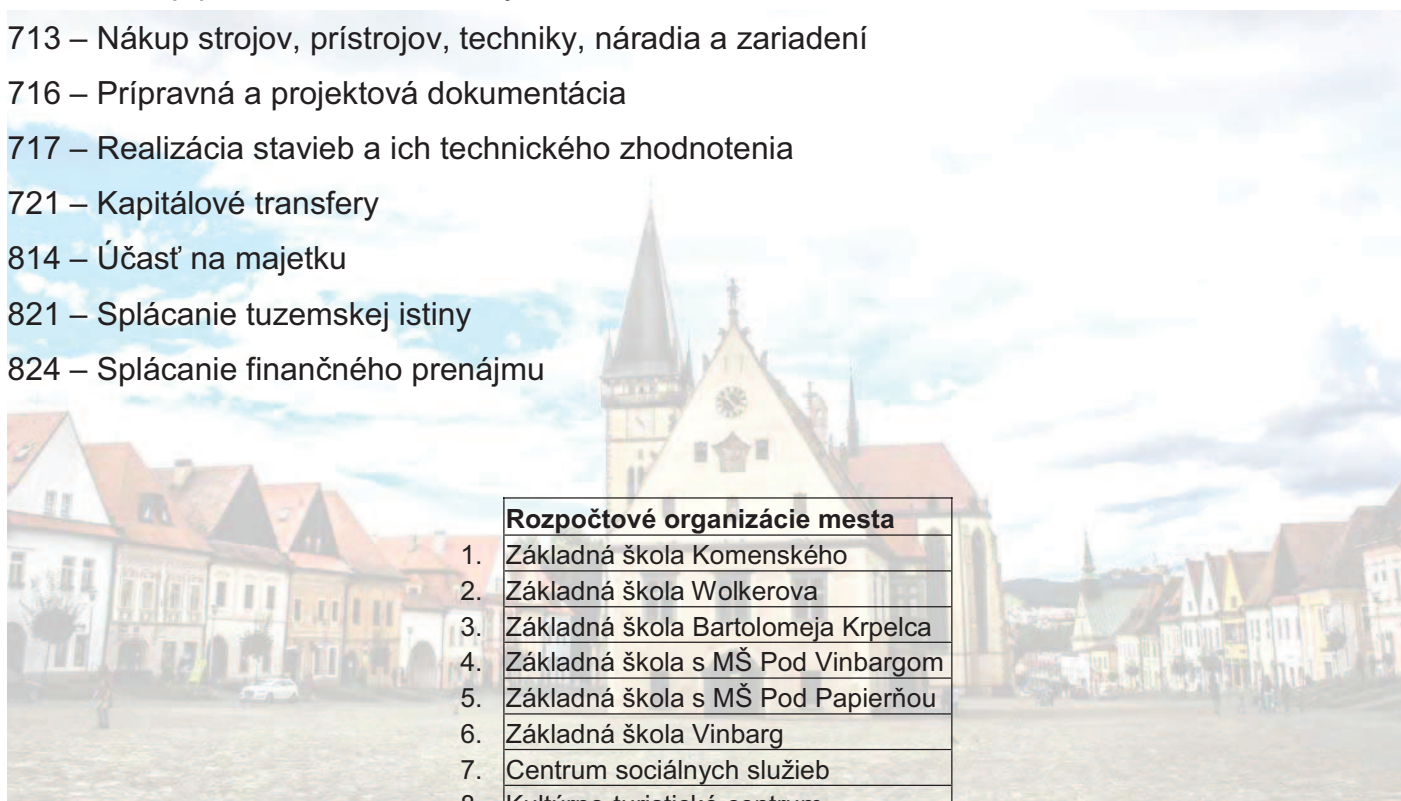 713 – Nákup strojov, prístrojov, techniky, náradia a zariadení
716 – Prípravná a projektová dokumentácia
717 – Realizácia stavieb a ich technického zhodnotenia
721 – Kapitálové transfery
814 – Účasť na majetku
821 – Splácanie tuzemskej istiny
824 – Splácanie finančného prenájmu
Rozpočtové organizácie mesta
1. Základná škola Komenského
2. Základná škola Wolkerova
3. Základná škola Bartolomeja Krpelca
4. Základná škola s MŠ Pod Vinbargom
5. Základná škola s MŠ Pod Papierňou
6. Základná škola Vinbarg
7. Centrum sociálnych služieb